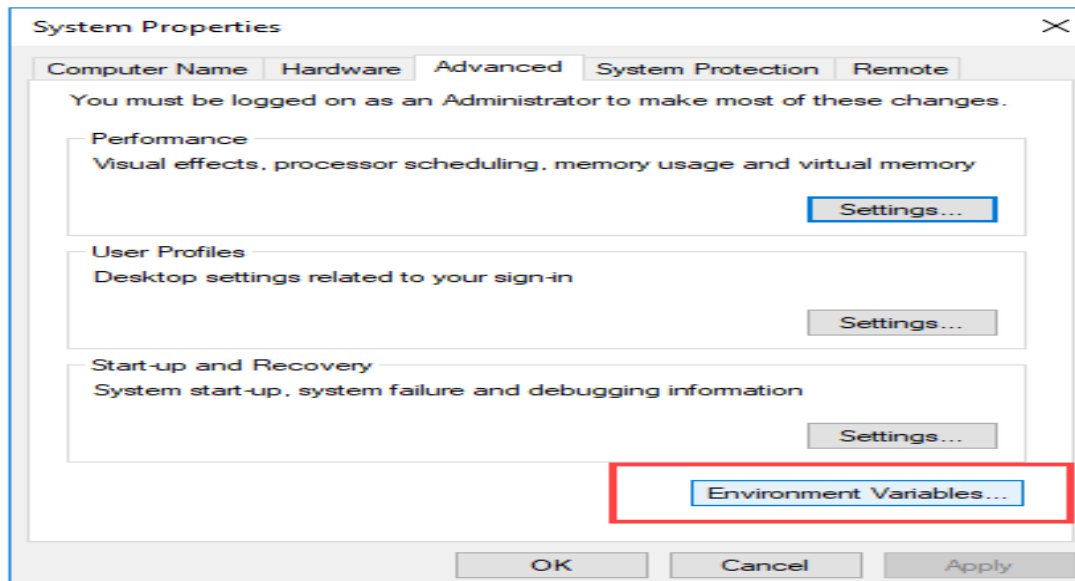 System Properties
Computer Name Hardware Advanced System Protection Remote
You must be logged on as an Administrator to make most of these changes.
Performance
Visual effects, processor scheduling, memory usage and virtual memory
Settings...
User Profiles
Desktop settings related to your sign-in
Settings...
Start-up and Recovery
System start-up, system failure and debugging information
Settings...
Environment Variables...
OK Cancel Apply